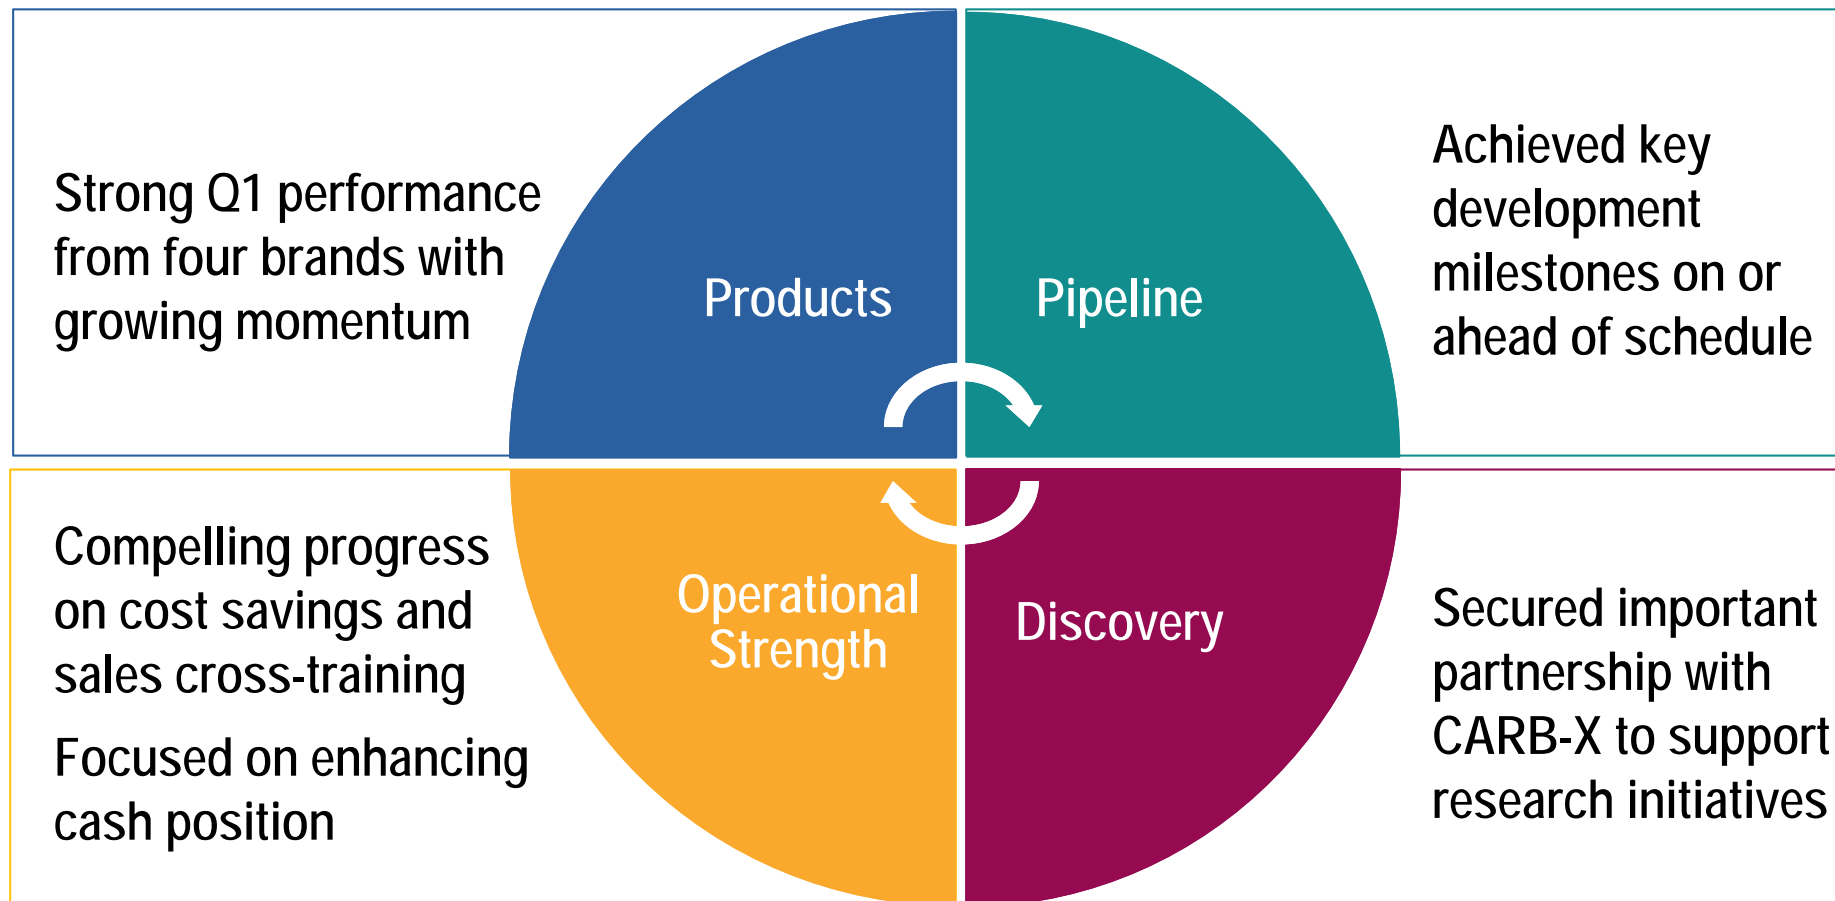 Strong Q1 performance
from four brands with
growing momentum
Products
Pipeline
Achieved key
development
milestones on or
ahead of schedule
Compelling progress
on cost savings and
sales cross-training
Focused on enhancing
cash position
Operational
Strength
Discovery
Secured important
partnership with
CARB-X to support
research initiatives